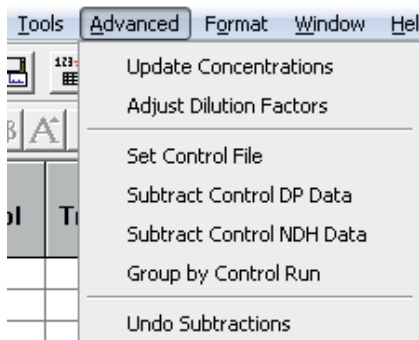 Tools Advanced Format Window Hel
Update Concentrations
Adjust Dilution Factors
Set Control File
Subtract Control DP Data
Subtract Control NDH Data
Group by Control Run
Undo Subtractions